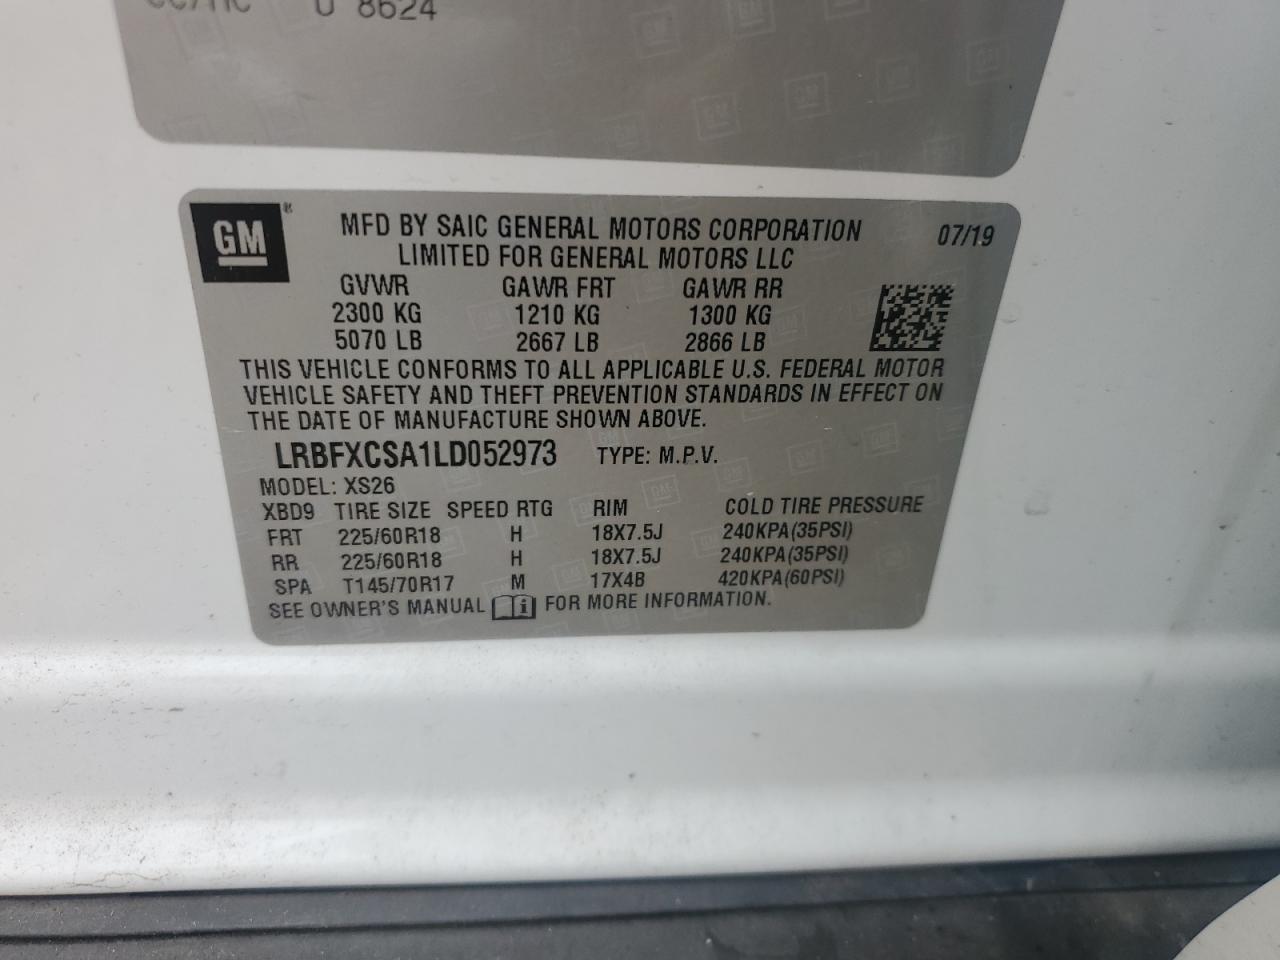 U 8624
GM
MFD BY SAIC GENERAL MOTORS CORPORATION 07/19
LIMITED FOR GENERAL MOTORS LLC
GVWR GAWR FRT GAWR RR
2300 KG 1210 KG 1300 KG
5070 LB 2667 LB 2866 LB
THIS VEHICLE CONFORMS TO ALL APPLICABLE U.S. FEDERAL MOTOR
VEHICLE SAFETY AND THEFT PREVENTION STANDARDS IN EFFECT ON
THE DATE OF MANUFACTURE SHOWN ABOVE.
LRBFXCSA1LD052973 TYPE: M.P.V.
MODEL: XS26
XBD9 TIRE SIZE SPEED RTG RIM COLD TIRE PRESSURE
FRT 225/60R18 H 18X7.5J 240KPA(35PSI)
RR 225/60R18 H 18X7.5J 240KPA(35PSI)
SPA T145/70R17 M 17X4B 420KPA(60PSI)
SEE OWNER'S MANUAL i FOR MORE INFORMATION.